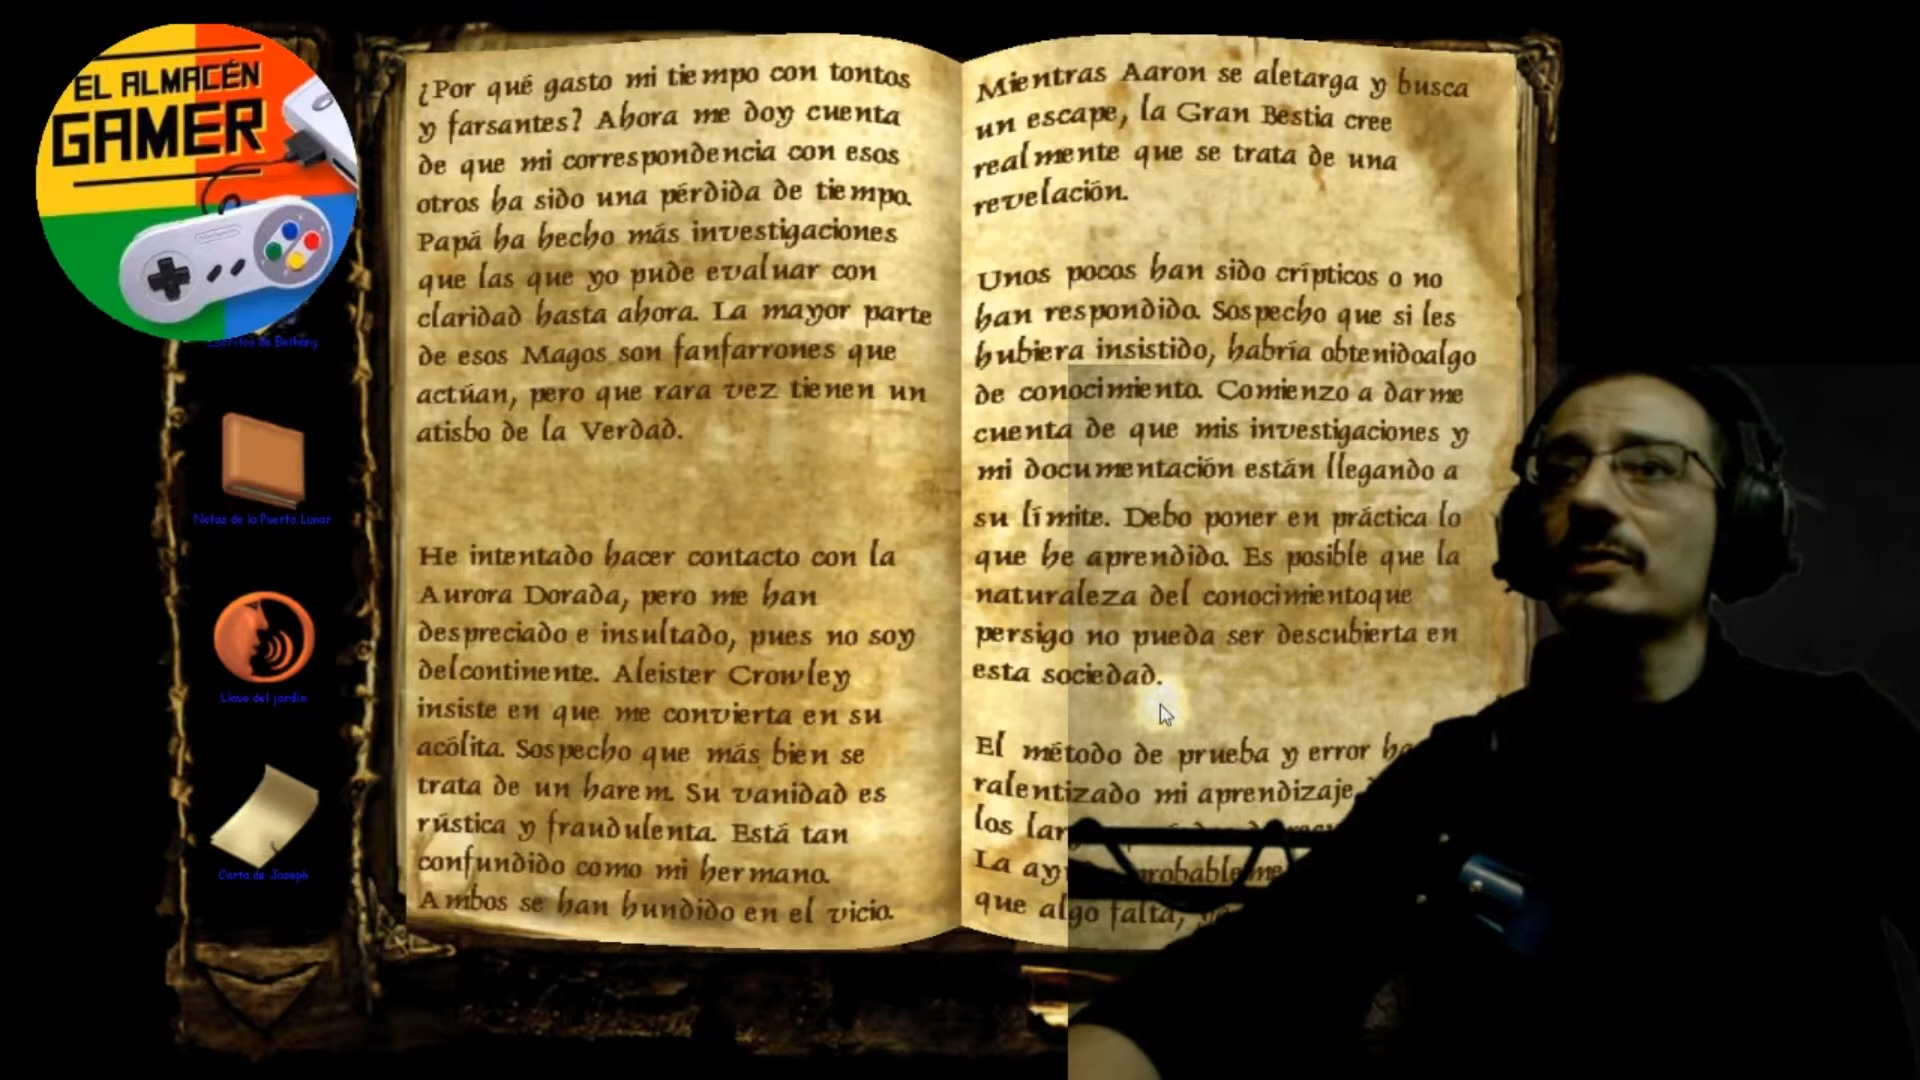 EL ALMACÉN
GAMER
Escritos de Bethany
Notas de la Puerta Lunar
Llave del jardín
Carta de Joseph
¿Por qué gasto mi tiempo con tontos
y farsantes? Ahora me doy cuenta
de que mi correspondencia con esos
otros ha sido una pérdida de tiempo.
Papá ha hecho más investigaciones
que las que yo pude evaluar con
claridad hasta ahora. La mayor parte
de esos Magos son fanfarrones que
actúan, pero que rara vez tienen un
atisbo de la Verdad.
He intentado hacer contacto con la
Aurora Dorada, pero me han
despreciado e insultado, pues no soy
delcontinente. Aleister Crowley
insiste en que me convierta en su
acólita. Sospecho que más bien se
trata de un harem. Su vanidad es
rústica y fraudulenta. Está tan
confundido como mi hermano.
Ambos se han hundido en el vicio.
Mientras Aaron se aletarga y busca
un escape, la Gran Bestia cree
realmente que se trata de una
revelación.
Unos pocos han sido crípticos o no
han respondido. Sospecho que si les
hubiera insistido, habría obtenidoalgo
de conocimiento. Comienzo a darme
cuenta de que mis investigaciones y
mi documentación están llegando a
su límite. Debo poner en práctica lo
que he aprendido. Es posible que la
naturaleza del conocimientoque
persigo no pueda ser descubierta en
esta sociedad.
El método de prueba y error
ralentizado mi aprendizaje
los
La
que algo falta,